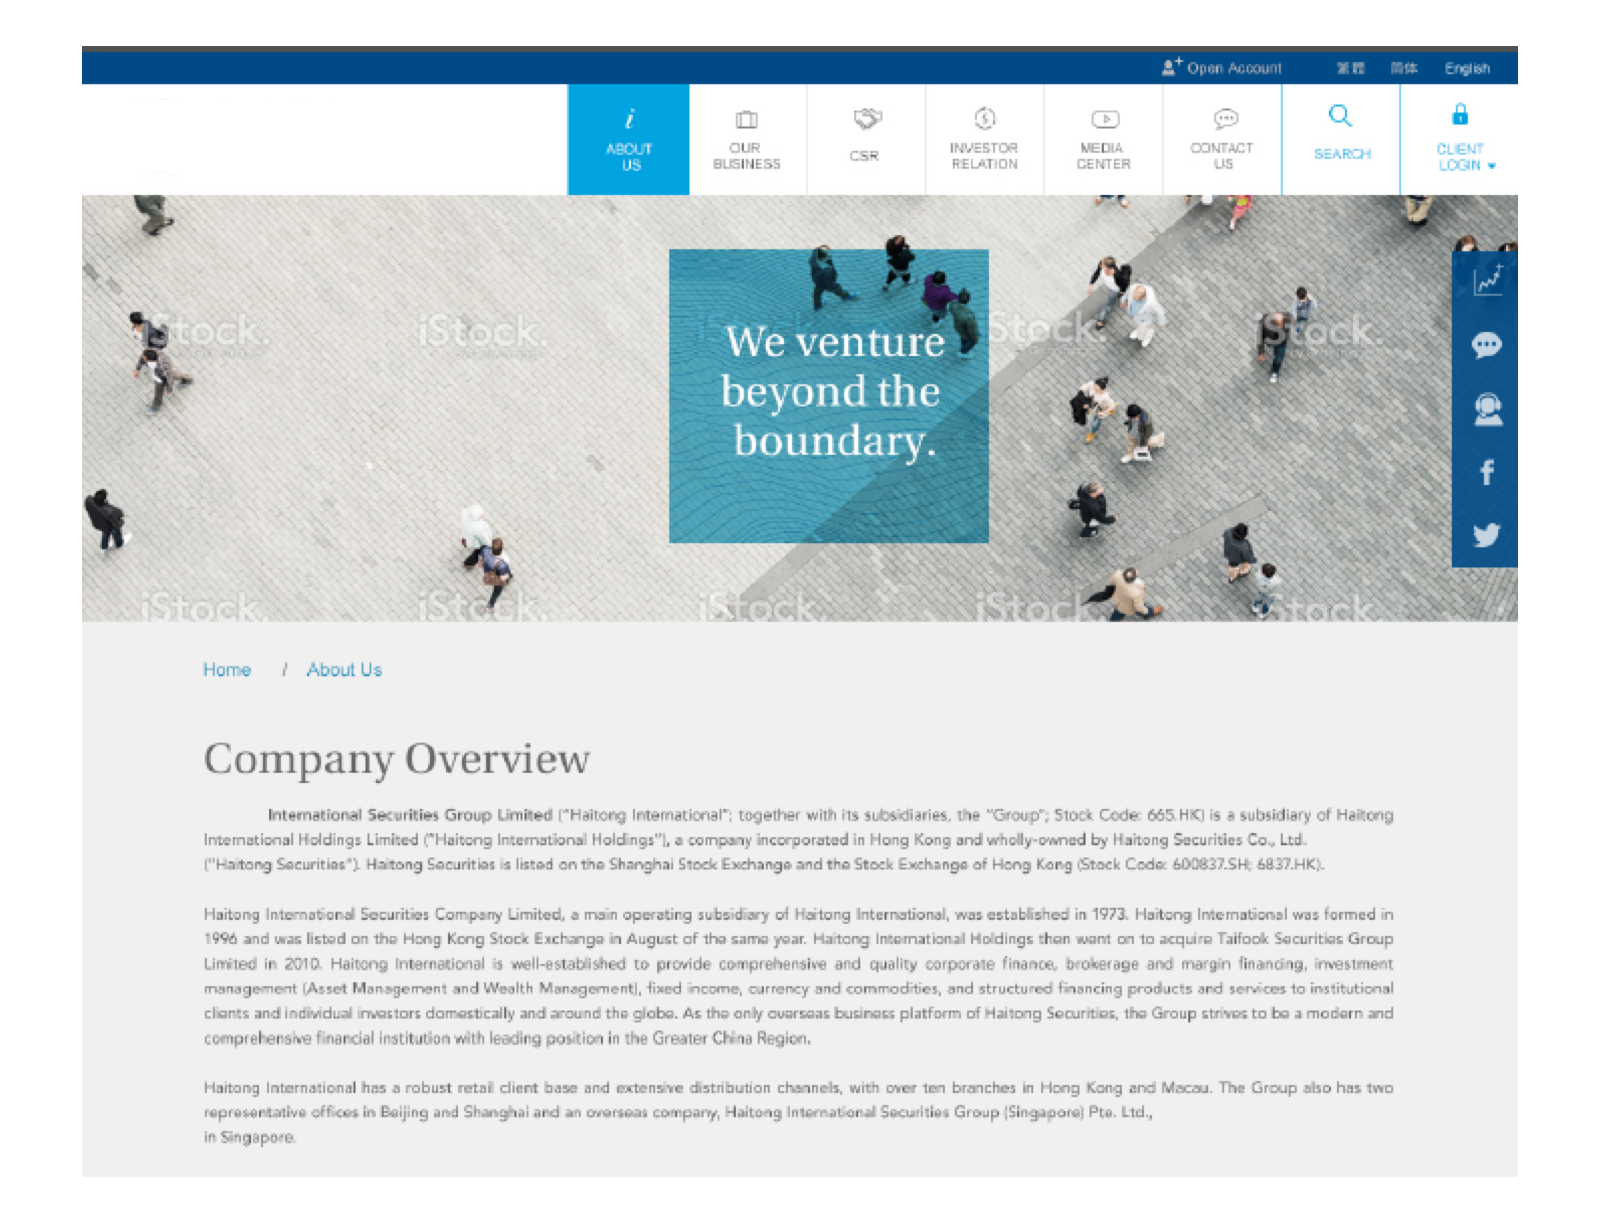 Open Account 繁體 简体 English
i
ABOUT US
OUR BUSINESS
CSR
INVESTOR RELATION
MEDIA CENTER
CONTACT US
SEARCH
CLIENT LOGIN
iStock. iStock. iStock. iStock. iStock.
We venture
beyond the
boundary.
iStock. iStock. iStock. iStock. iStock.
Home / About Us
Company Overview
International Securities Group Limited ("Haitong International"; together with its subsidiaries, the "Group"; Stock Code: 665.HK) is a subsidiary of Haitong
International Holdings Limited ("Haitong International Holdings"), a company incorporated in Hong Kong and wholly-owned by Haitong Securities Co., Ltd.
("Haitong Securities"). Haitong Securities is listed on the Shanghai Stock Exchange and the Stock Exchange of Hong Kong (Stock Code: 600837.SH; 6837.HK).
Haitong International Securities Company Limited, a main operating subsidiary of Haitong International, was established in 1973. Haitong International was formed in
1996 and was listed on the Hong Kong Stock Exchange in August of the same year. Haitong International Holdings then went on to acquire Taifook Securities Group
Limited in 2010. Haitong International is well-established to provide comprehensive and quality corporate finance, brokerage and margin financing, investment
management (Asset Management and Wealth Management), fixed income, currency and commodities, and structured financing products and services to institutional
clients and individual investors domestically and around the globe. As the only overseas business platform of Haitong Securities, the Group strives to be a modern and
comprehensive financial institution with leading position in the Greater China Region.
Haitong International has a robust retail client base and extensive distribution channels, with over ten branches in Hong Kong and Macau. The Group also has two
representative offices in Beijing and Shanghai and an overseas company, Haitong International Securities Group (Singapore) Pte. Ltd.,
in Singapore.